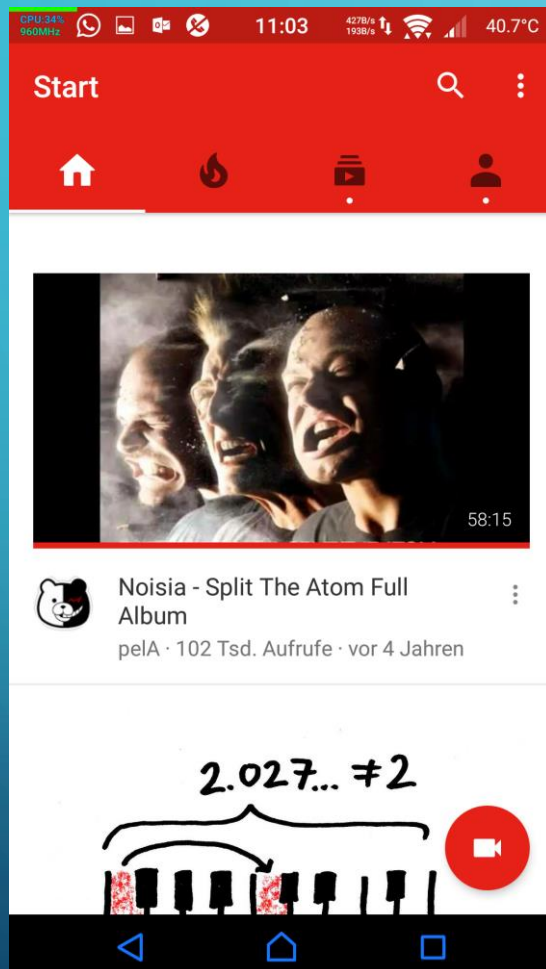 CPU:34%
960MHz
11:03
427B/s
193B/s
40.7°C
Start
58:15
Noisia - Split The Atom Full
Album
pelA · 102 Tsd. Aufrufe · vor 4 Jahren
2.027... ≠2